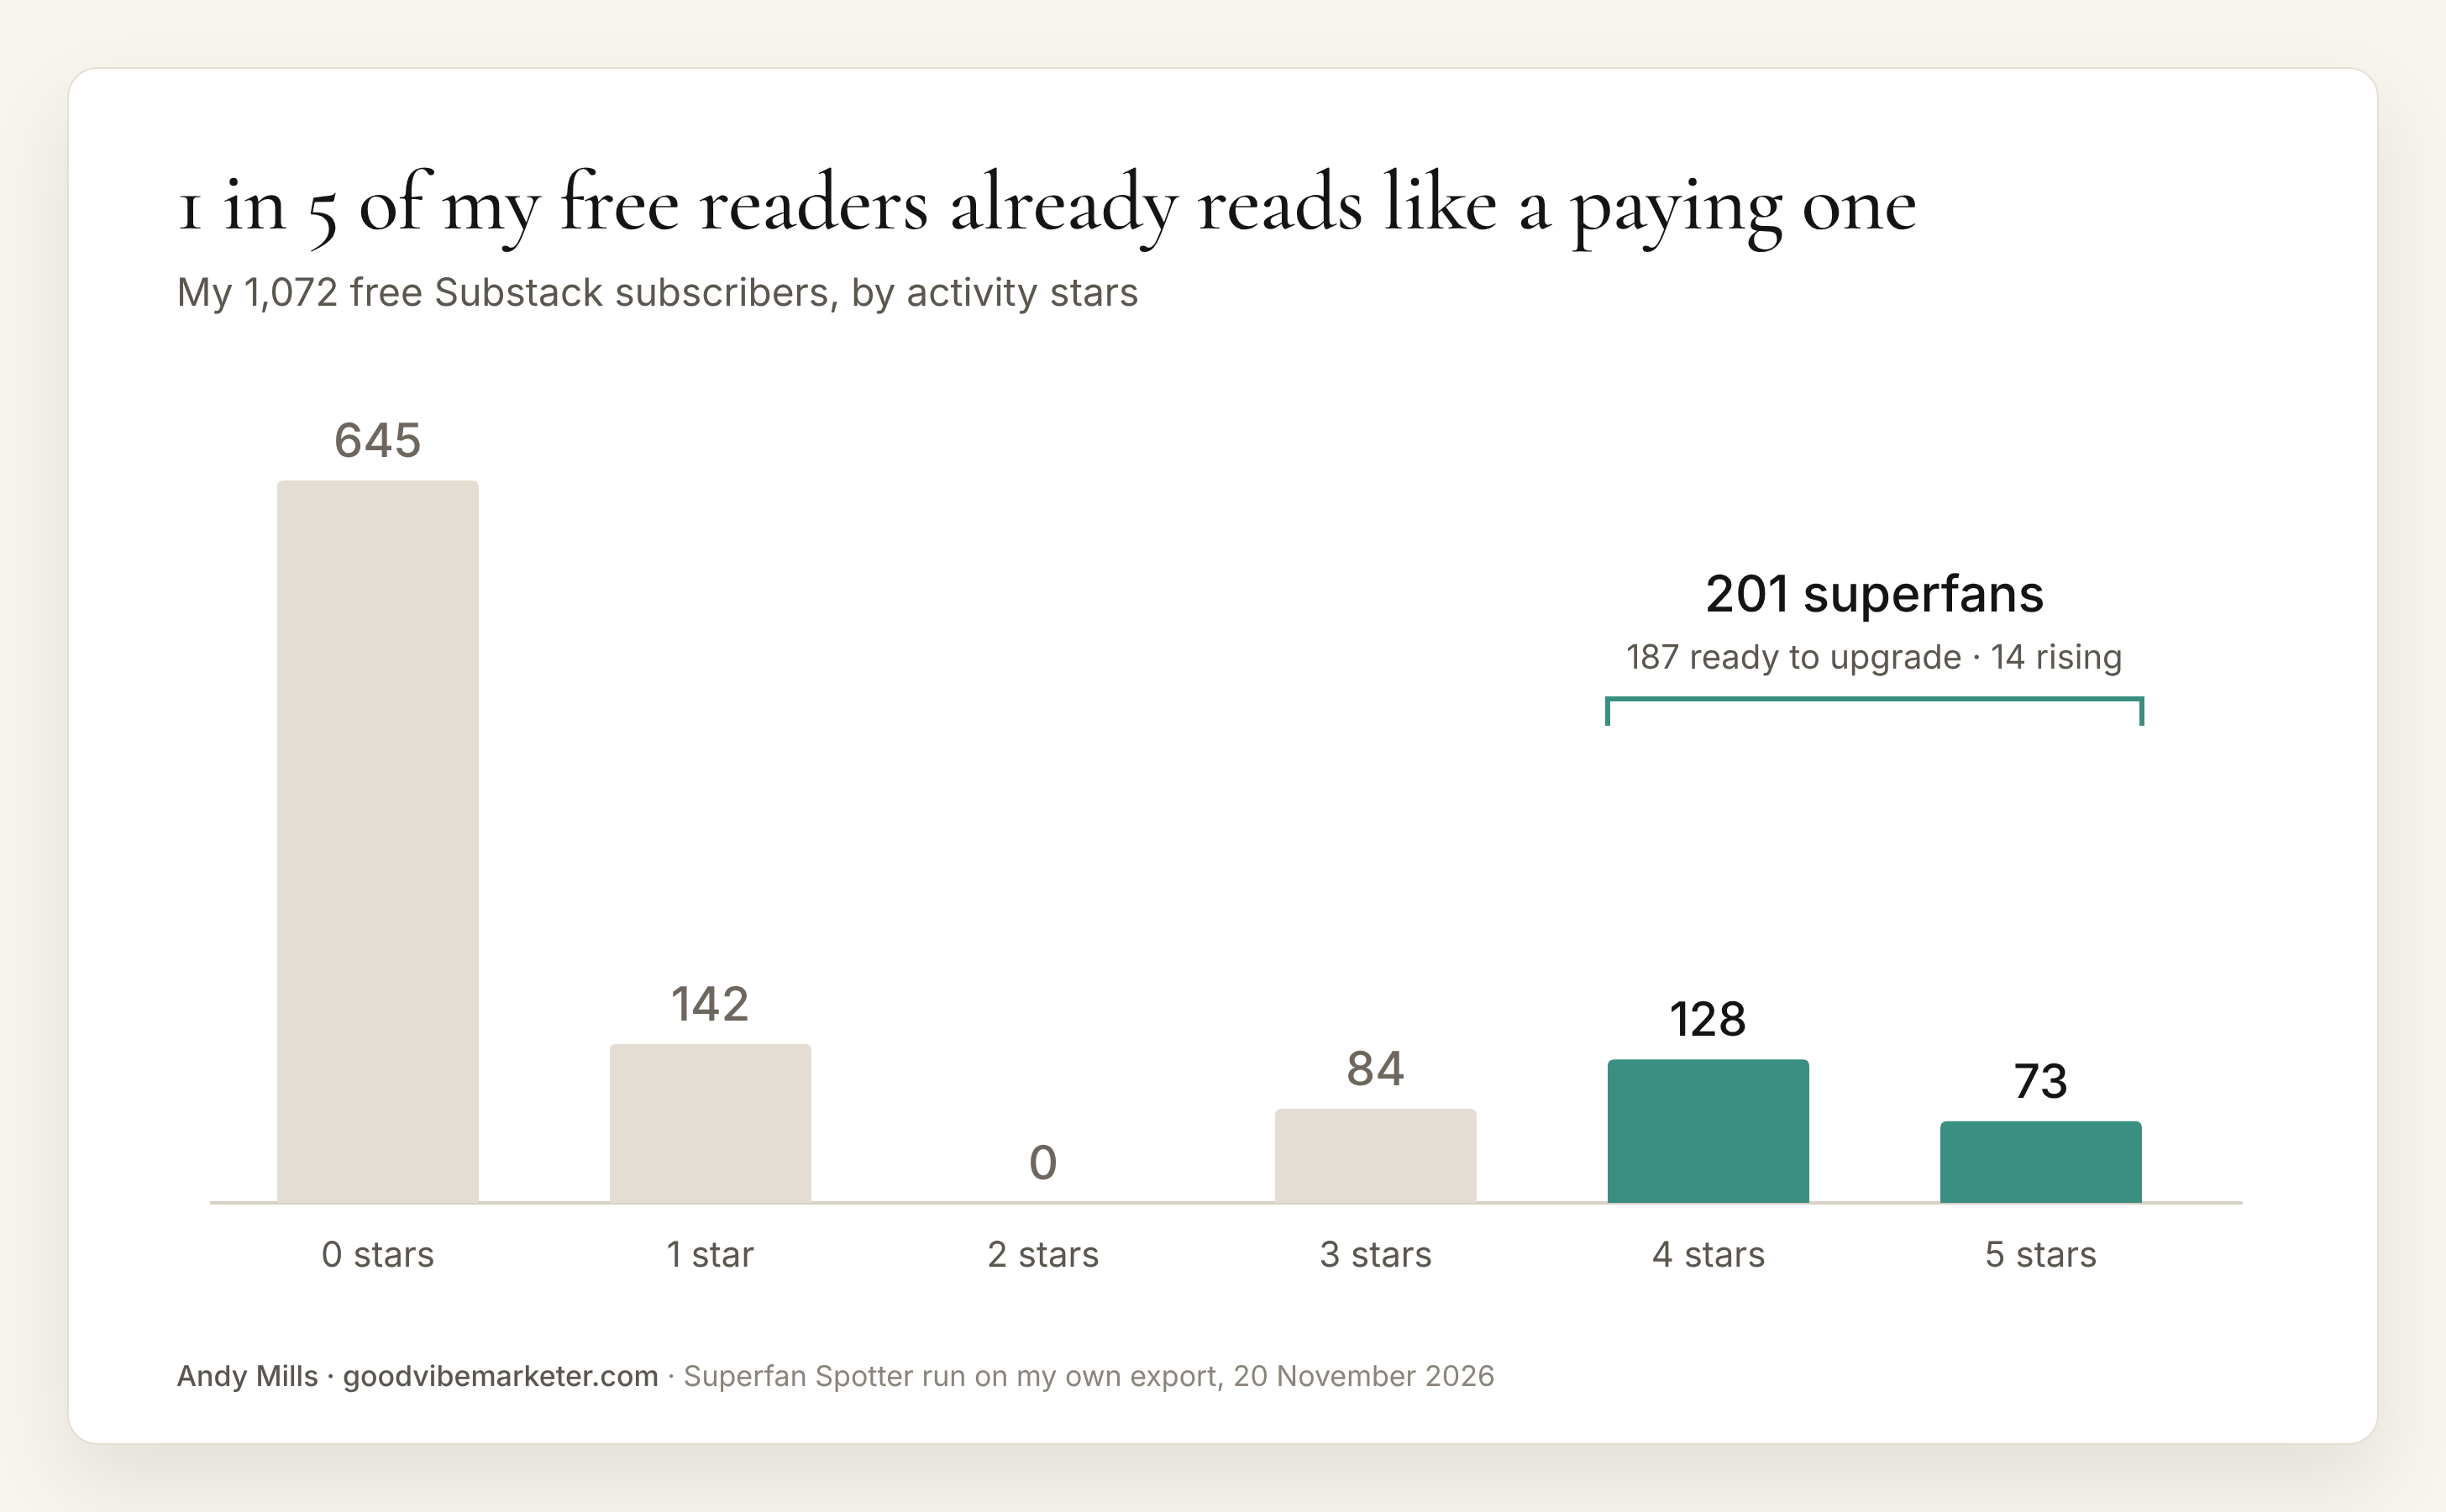 1 in 5 of my free readers already reads like a paying one
My 1,072 free Substack subscribers, by activity stars
645
201 superfans
187 ready to upgrade · 14 rising
142
0
84
128
73
0 stars
1 star
2 stars
3 stars
4 stars
5 stars
Andy Mills · goodvibemarketer.com · Superfan Spotter run on my own export, 20 November 2026